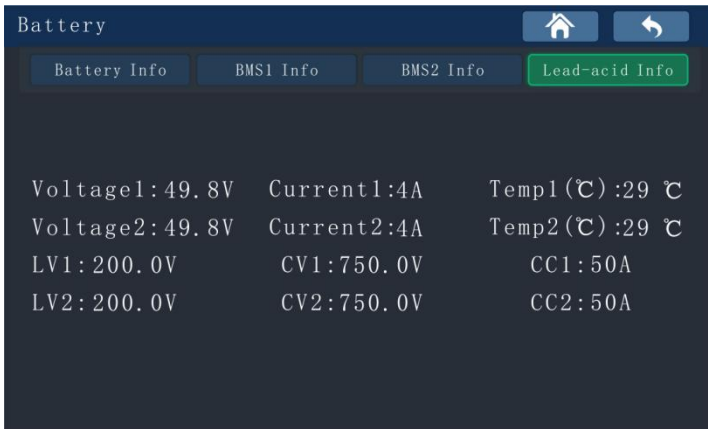 Battery
Battery Info BMS1 Info BMS2 Info Lead-acid Info
Voltage1:49.8V Current1:4A Temp1(℃):29 ℃
Voltage2:49.8V Current2:4A Temp2(℃):29 ℃
LV1:200.0V CV1:750.0V CC1:50A
LV2:200.0V CV2:750.0V CC2:50A